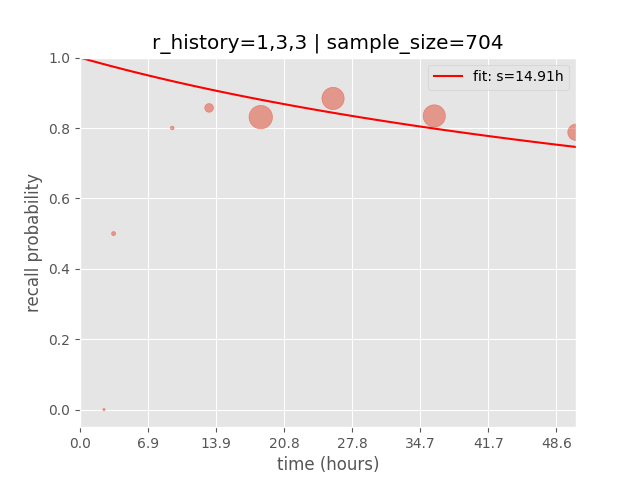 r_history=1,3,3 | sample_size=704
fit: s=14.91h
recall probability
1.0
0.8
0.6
0.4
0.2
0.0
0.0 6.9 13.9 20.8 27.8 34.7 41.7 48.6
time (hours)